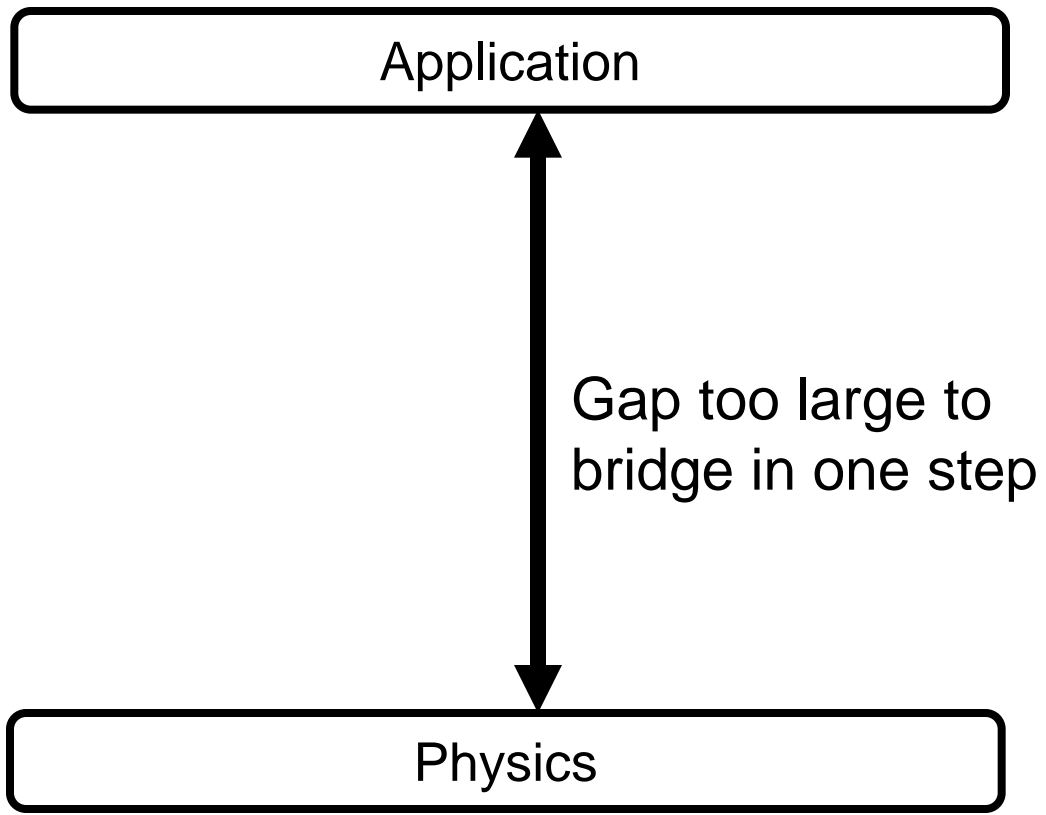 Application
Gap too large to
bridge in one step
Physics